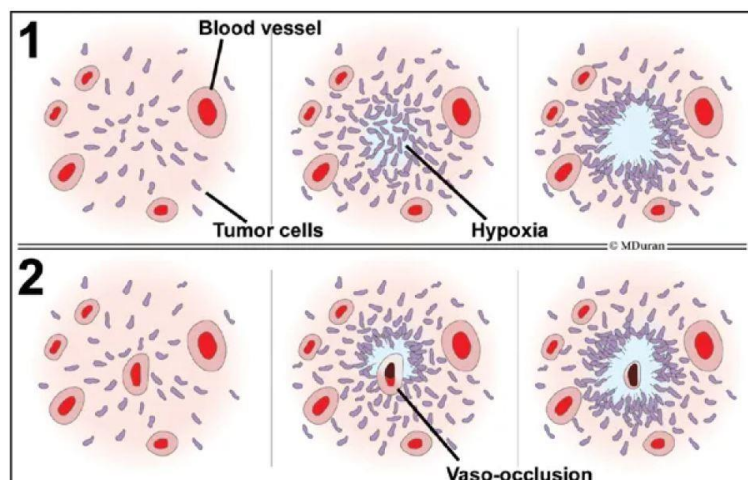 1
Blood vessel
Tumor cells
Hypoxia
© MDuran
2
Vaso-occlusion